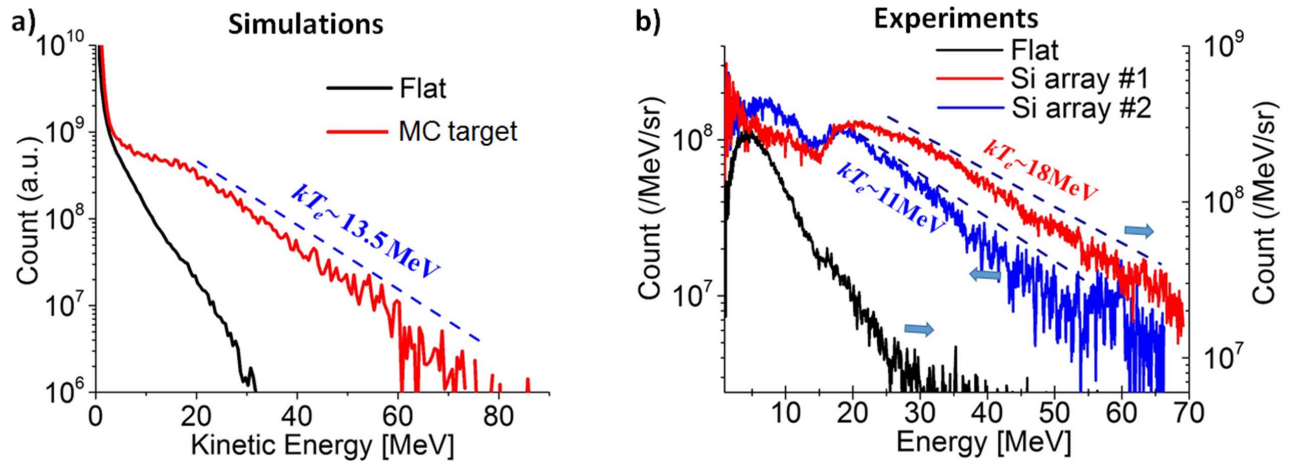 a)
Simulations
Count (a.u.)
10^10
10^9
10^8
10^7
10^6
Flat
MC target
kT_e~ 13.5MeV
0 20 40 60 80
Kinetic Energy [MeV]
b)
Experiments
Flat
Si array #1
Si array #2
Count (/MeV/sr)
10^8
10^7
kT_e~18MeV
kT_e~11MeV
10^9
10^8
10^7
Count (/MeV/sr)
10 20 30 40 50 60 70
Energy [MeV]